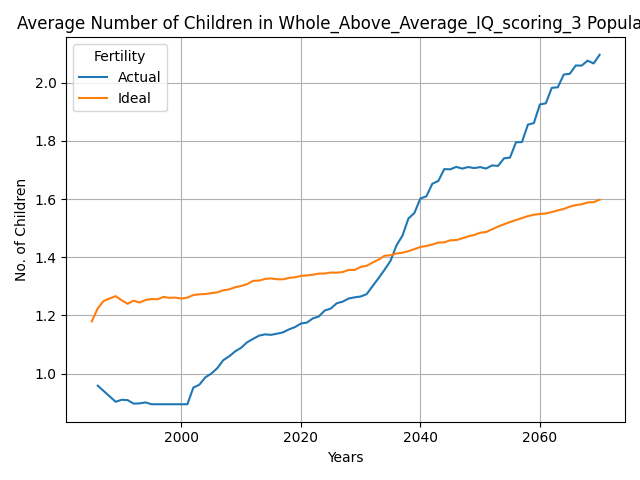 Average Number of Children in Whole_Above_Average_IQ_scoring_3 Popula
Fertility
Actual
Ideal
2.0
1.8
1.6
1.4
1.2
1.0
No. of Children
2000
2020
2040
2060
Years